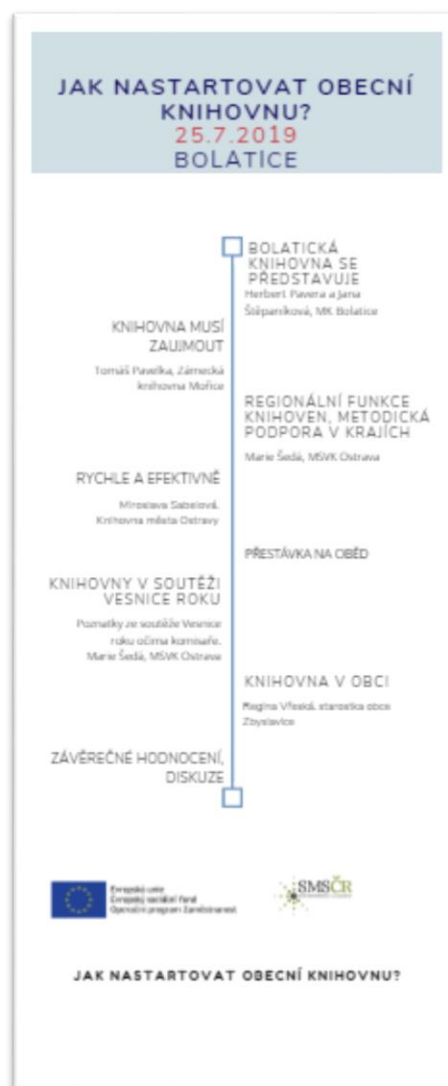 JAK NASTARTOVAT OBECNÍ
KNIHOVNU?
25.7.2019
BOLATICE
BOLATICKÁ
KNIHOVNA SE
PŘEDSTAVUJE
Herbert Pavera a Jana
Štěpaníková, MK Bolatice
KNIHOVNA MUSÍ
ZAUJMOUT
Tomáš Pavelka, Zámecká
knihovna Mořice
REGIONÁLNÍ FUNKCE
KNIHOVEN, METODICKÁ
PODPORA V KRAJÍCH
Marie Šedá, MSVK Ostrava
RYCHLE A EFEKTIVNĚ
Miroslava Sabelová,
Knihovna města Ostravy
PŘESTÁVKA NA OBĚD
KNIHOVNY V SOUTĚŽI
VESNICE ROKU
Poznatky ze soutěže Vesnice
roku očima komisaře.
Marie Šedá, MSVK Ostrava
KNIHOVNA V OBCI
Regina Vřeská, starostka obce
Zbyslavice
ZÁVĚREČNÉ HODNOCENÍ,
DISKUZE
Evropská unie
Evropský sociální fond
Operační program Zaměstnanost
SMSČR
JAK NASTARTOVAT OBECNÍ KNIHOVNU?